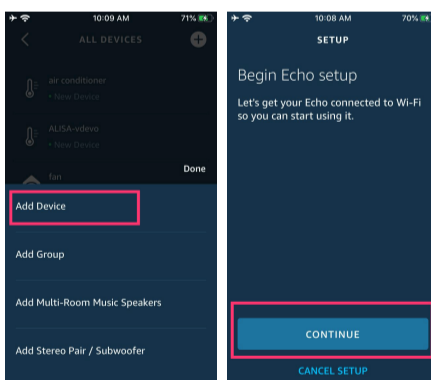 10:09 AM
71%
ALL DEVICES
air conditioner
• New Device
ALISA-vdevo
• New Device
fan
Done
Add Device
Add Group
Add Multi-Room Music Speakers
Add Stereo Pair / Subwoofer
10:08 AM
70%
SETUP
Begin Echo setup
Let's get your Echo connected to Wi-Fi
so you can start using it.
CONTINUE
CANCEL SETUP